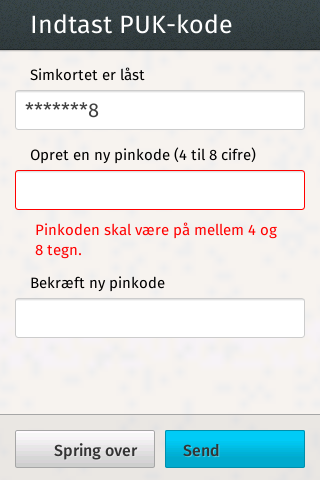 Indtast PUK-kode
Simkortet er låst
*******8
Opret en ny pinkode (4 til 8 cifre)
Pinkoden skal være på mellem 4 og
8 tegn.
Bekræft ny pinkode
Spring over
Send